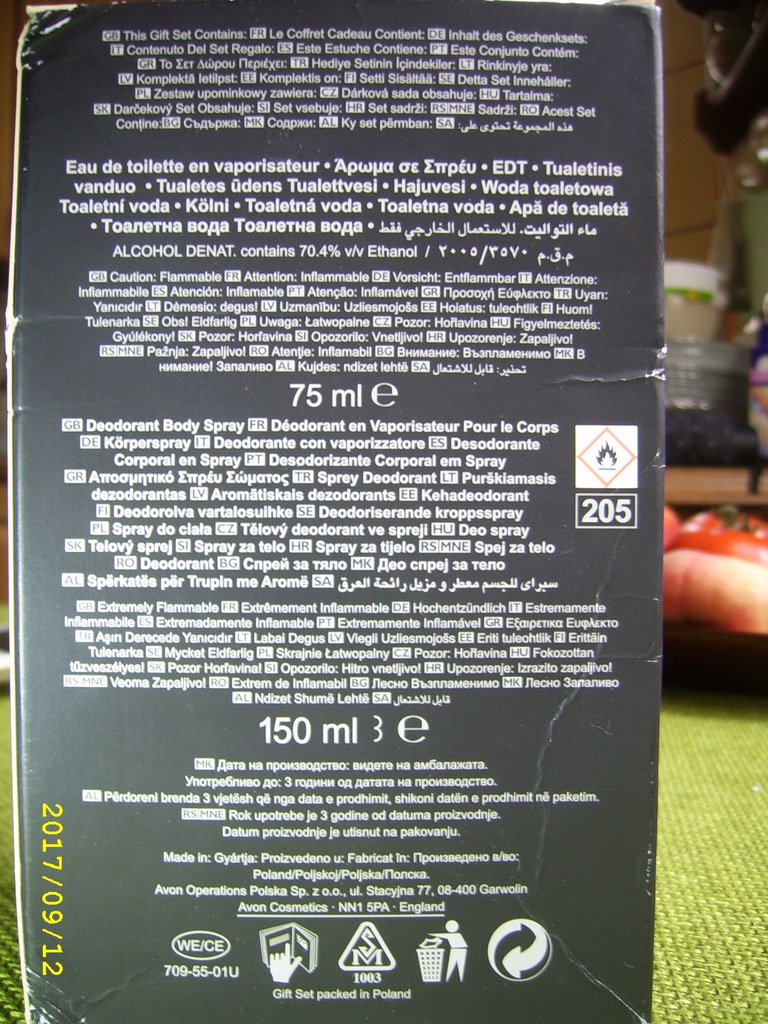 GB This Gift Set Contains: FR Le Coffret Cadeau Contient: DE Inhalt des Geschenksets:
IT Contenuto Del Set Regalo: ES Este Estuche Contiene: PT Este Conjunto Contém:
GR Το Σετ Δώρου Περιέχει: TR Hediye Setinin İçindekiler: LT Rinkinyje yra:
LV Komplektā ietilpst: EE Komplektis on: FI Setti Sisältää: SE Detta Set Innehåller:
PL Zestaw upominkowy zawiera: CZ Dárková sada obsahuje: HU Tartalma:
SK Darčekový Set Obsahuje: SI Set vsebuje: HR Set sadrži: RS MNE Sadrži: RO Acest Set
Conține: BG Съдържа: MK Содржи: AL Ky set përmban: SA هذه المجموعة تحتوي على:
Eau de toilette en vaporisateur • Άρωμα σε Σπρέυ • EDT • Tualetinis
vanduo • Tualetes ūdens Tualettvesi • Hajuvesi • Woda toaletowa
Toaletní voda • Kölni • Toaletná voda • Toaletna voda • Apă de toaletă
• Тоалетна вода Тоалетна вода • ماء التواليت. للاستعمال الخارجي فقط
ALCOHOL DENAT. contains 70.4% v/v Ethanol / م.ق.م ٢٠٠٥/٣٥٧٠
GB Caution: Flammable FR Attention: Inflammable DE Vorsicht: Entflammbar IT Attenzione:
Infiammabile ES Atención: Inflamable PT Atenção: Inflamável GR Προσοχή Εύφλεκτο TR Uyarı:
Yanıcıdır LT Dėmesio: degus! LV Uzmanību: Uzliesmojošs EE Hoiatus: tuleohtlik FI Huom!
Tulenarka SE Obs! Eldfarlig PL Uwaga: Łatwopalne CZ Pozor: Hořlavina HU Figyelmeztetés:
Gyúlékony! SK Pozor: Horľavina SI Opozorilo: Vnetljivo! HR Upozorenje: Zapaljivo!
RS MNE Pažnja: Zapaljivo! RO Atenție: Inflamabil BG Внимание: Възпламенимо MK В
нимание! Запаливо AL Kujdes: ndizet lehtë SA تحذير: قابل للاشتعال
75 ml ℮
GB Deodorant Body Spray FR Déodorant en Vaporisateur Pour le Corps
DE Körperspray IT Deodorante con vaporizzatore ES Desodorante
Corporal en Spray PT Desodorizante Corporal em Spray
GR Αποσμητικό Σπρέυ Σώματος TR Sprey Deodorant LT Purškiamasis
dezodorantas LV Aromātiskais dezodorants EE Kehadeodorant
FI Deodoroiva vartalosuihke SE Deodoriserande kroppsspray
PL Spray do ciała CZ Tělový deodorant ve spreji HU Deo spray
SK Telový sprej SI Spray za telo HR Spray za tijelo RS MNE Spej za telo
RO Deodorant BG Спрей за тяло MK Део спреј за тело
AL Spërkatës për Trupin me Aromë SA سبراى للجسم معطر و مزيل رائحة العرق
205
GB Extremely Flammable FR Extrêmement Inflammable DE Hochentzündlich IT Estremamente
Infiammabile ES Extremadamente Inflamable PT Extremamente Inflamável GR Εξαιρετικα Ευφλεκτο
TR Aşırı Derecede Yanıcıdır LT Labai Degus LV Viegli Uzliesmojošs EE Eriti tuleohtlik FI Erittäin
Tulenarka SE Mycket Eldfarlig PL Skrajnie Łatwopalny CZ Pozor: Hořlavina HU Fokozottan
tűzveszélyes! SK Pozor Horľavina! SI Opozorilo: Hitro vnetljivo! HR Upozorenje: Izrazito zapaljivo!
RS MNE Veoma Zapaljivo! RO Extrem de Inflamabil BG Лесно Възпламенимо MK Лесно Запаливо
AL Ndizet Shumë Lehtë SA قابل للاشتعال
150 ml 3 ℮
MK Дата на производство: видете на амбалажата.
Употребливо до: 3 години од датата на производство.
AL Përdoreni brenda 3 vjetësh që nga data e prodhimit, shikoni datën e prodhimit në paketim.
RS MNE Rok upotrebe je 3 godine od datuma proizvodnje.
Datum proizvodnje je utisnut na pakovanju.
Made in: Gyártja: Proizvedeno u: Fabricat în: Произведено в/во:
Poland/Poljskoj/Poljska/Полска.
Avon Operations Polska Sp. z o.o., ul. Stacyjna 77, 08-400 Garwolin
Avon Cosmetics · NN1 5PA · England
WE/CE
709-55-01U
SM
1003
Gift Set packed in Poland
2017/09/12